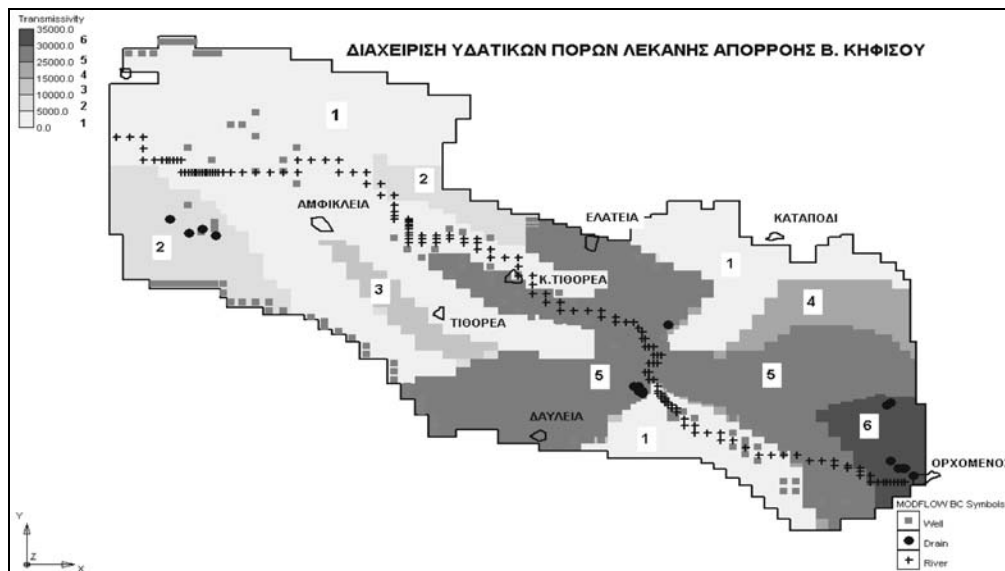 Transmissivity
35000.0 6
30000.0
25000.0 5
20000.0 4
15000.0 3
10000.0
5000.0 2
0.0 1
ΔΙΑΧΕΙΡΙΣΗ ΥΔΑΤΙΚΩΝ ΠΟΡΩΝ ΛΕΚΑΝΗΣ ΑΠΟΡΡΟΗΣ Β. ΚΗΦΙΣΟΥ
1
2
ΑΜΦΙΚΛΕΙΑ
ΕΛΑΤΕΙΑ
ΚΑΤΑΠΟΔΙ
2
1
3
Κ.ΤΙΘΟΡΕΑ
4
ΤΙΘΟΡΕΑ
5
5
ΔΑΥΛΕΙΑ
1
6
ΟΡΧΟΜΕΝΟΣ
MODFLOW BC Symbols
Well
Drain
River
Y
Z
X